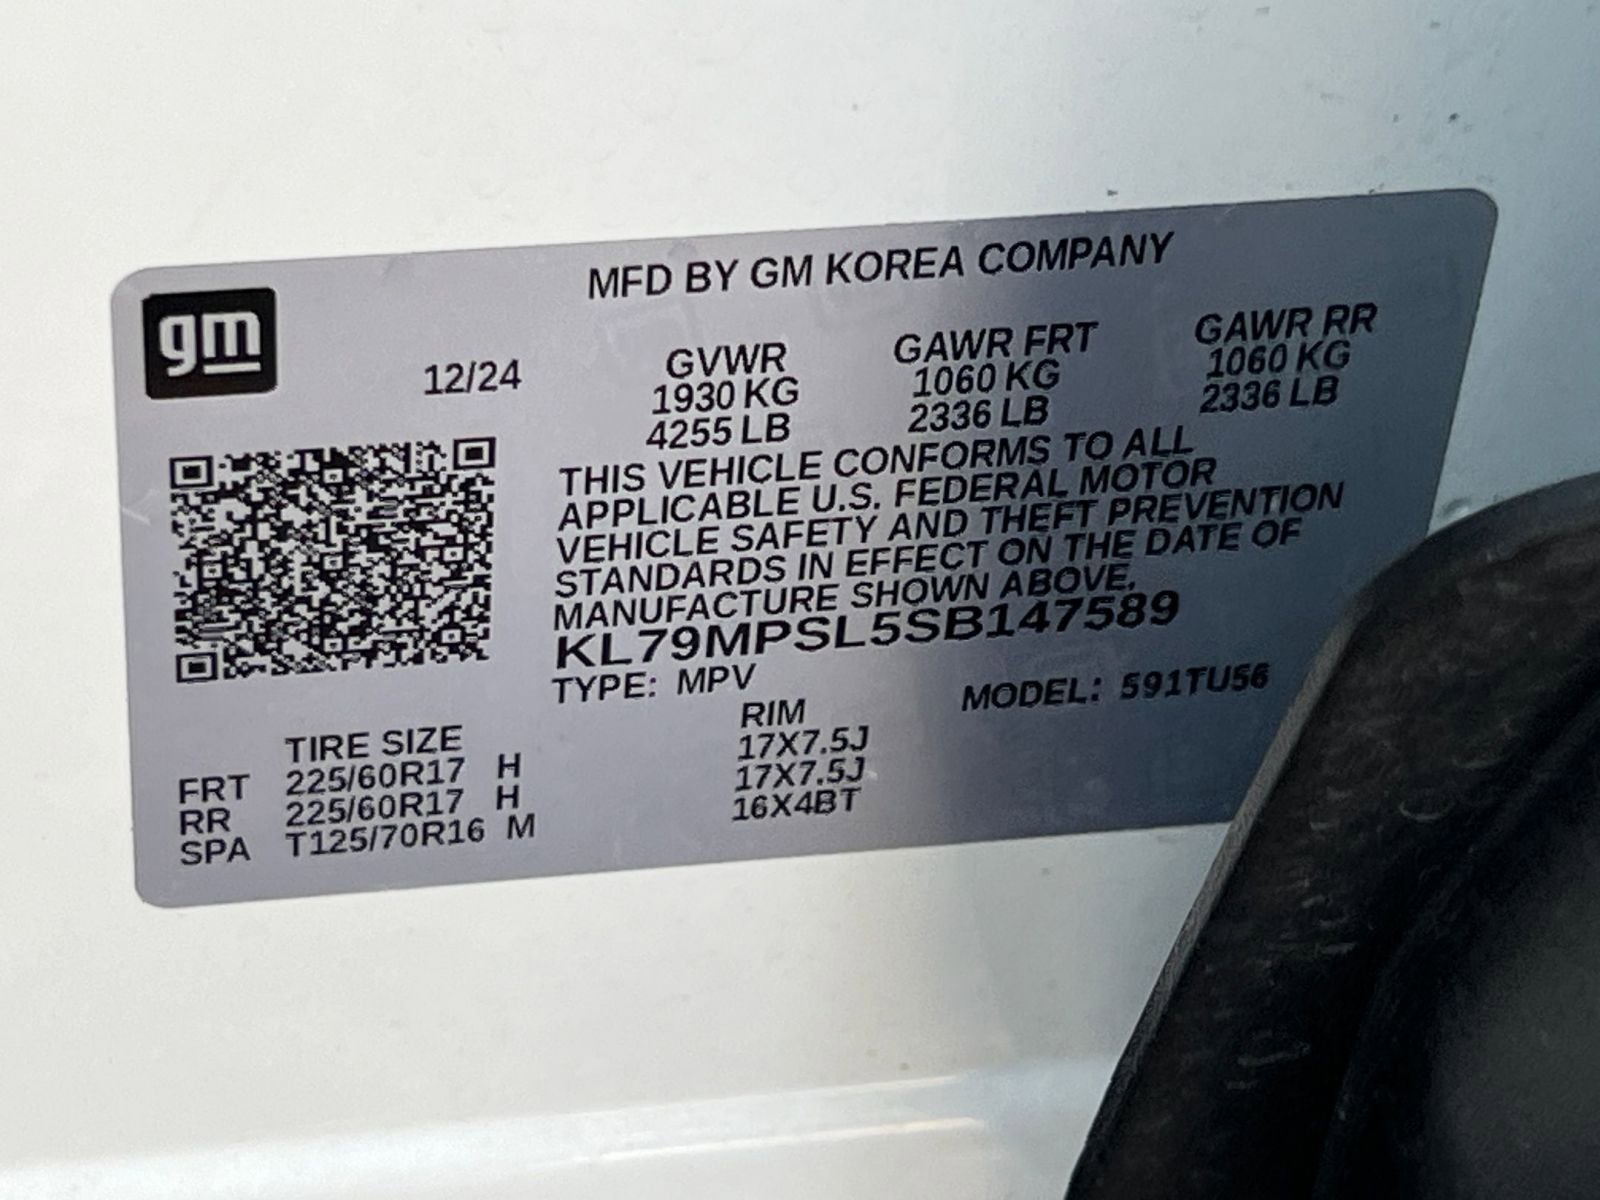 gm
MFD BY GM KOREA COMPANY
12/24
GVWR GAWR FRT GAWR RR
1930 KG 1060 KG 1060 KG
4255 LB 2336 LB 2336 LB
THIS VEHICLE CONFORMS TO ALL
APPLICABLE U.S. FEDERAL MOTOR
VEHICLE SAFETY AND THEFT PREVENTION
STANDARDS IN EFFECT ON THE DATE OF
MANUFACTURE SHOWN ABOVE.
KL79MPSL5SB147589
TYPE: MPV MODEL: 591TU56
TIRE SIZE RIM
FRT 225/60R17 H 17X7.5J
RR 225/60R17 H 17X7.5J
SPA T125/70R16 M 16X4BT